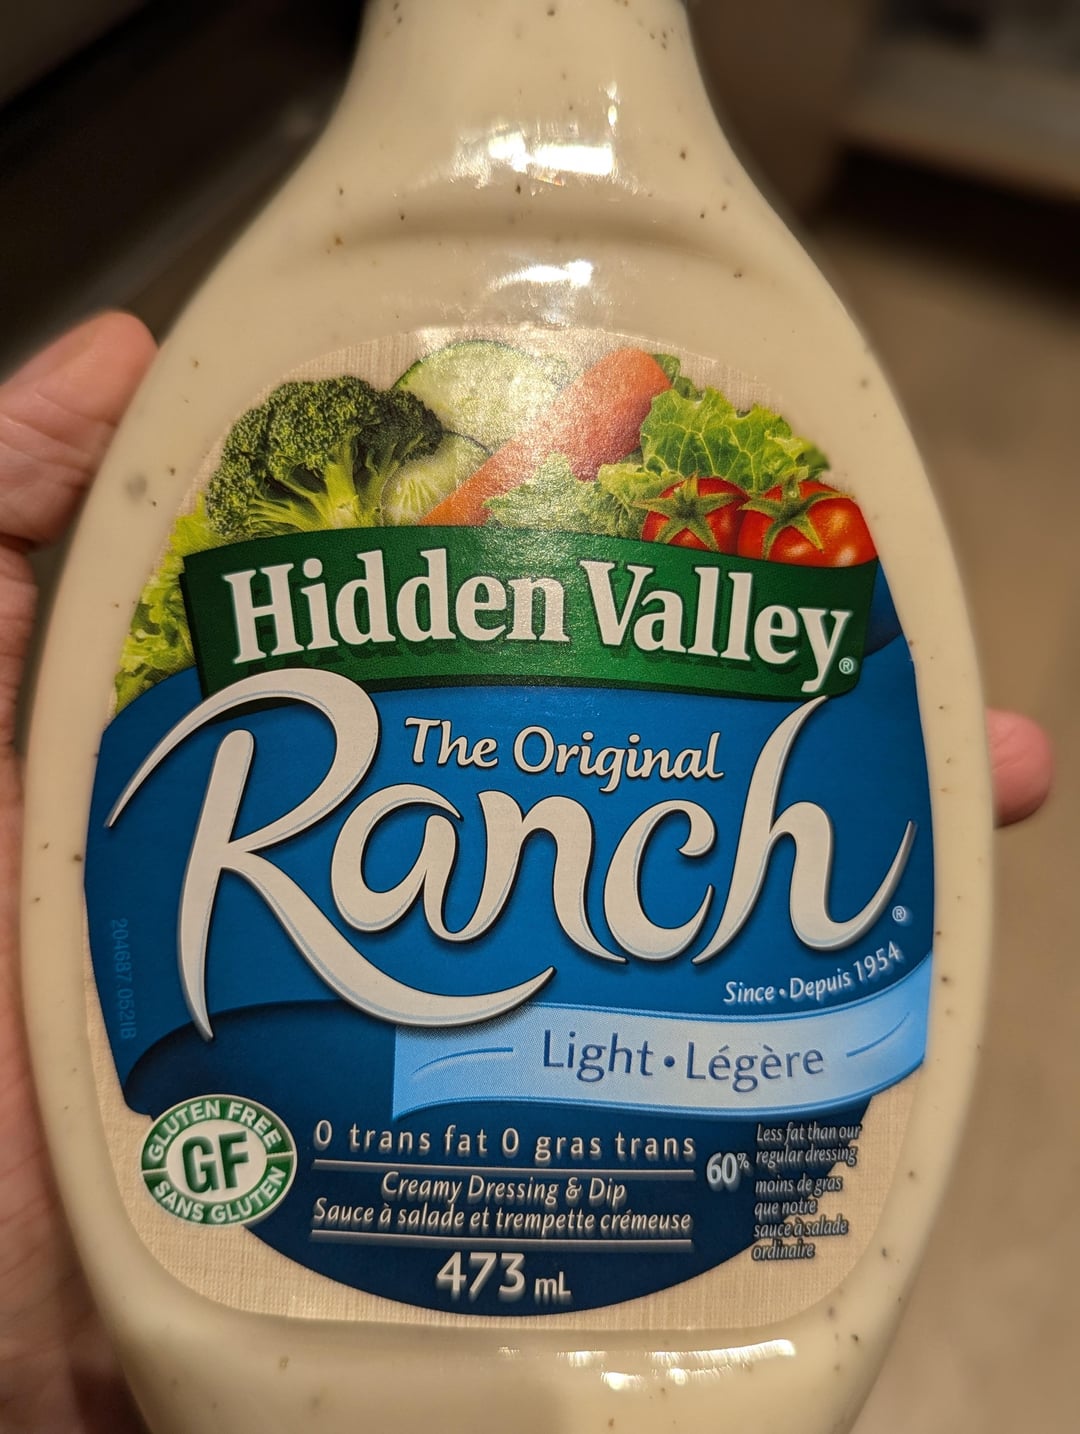 Hidden Valley®
The Original
Ranch®
Since • Depuis 1954
Light • Légère
204687 052IB
GLUTEN FREE
GF
SANS GLUTEN
0 trans fat 0 gras trans
Creamy Dressing & Dip
Sauce à salade et trempette crémeuse
473 mL
60%
Less fat than our
regular dressing
moins de gras
que notre
sauce à salade
ordinaire